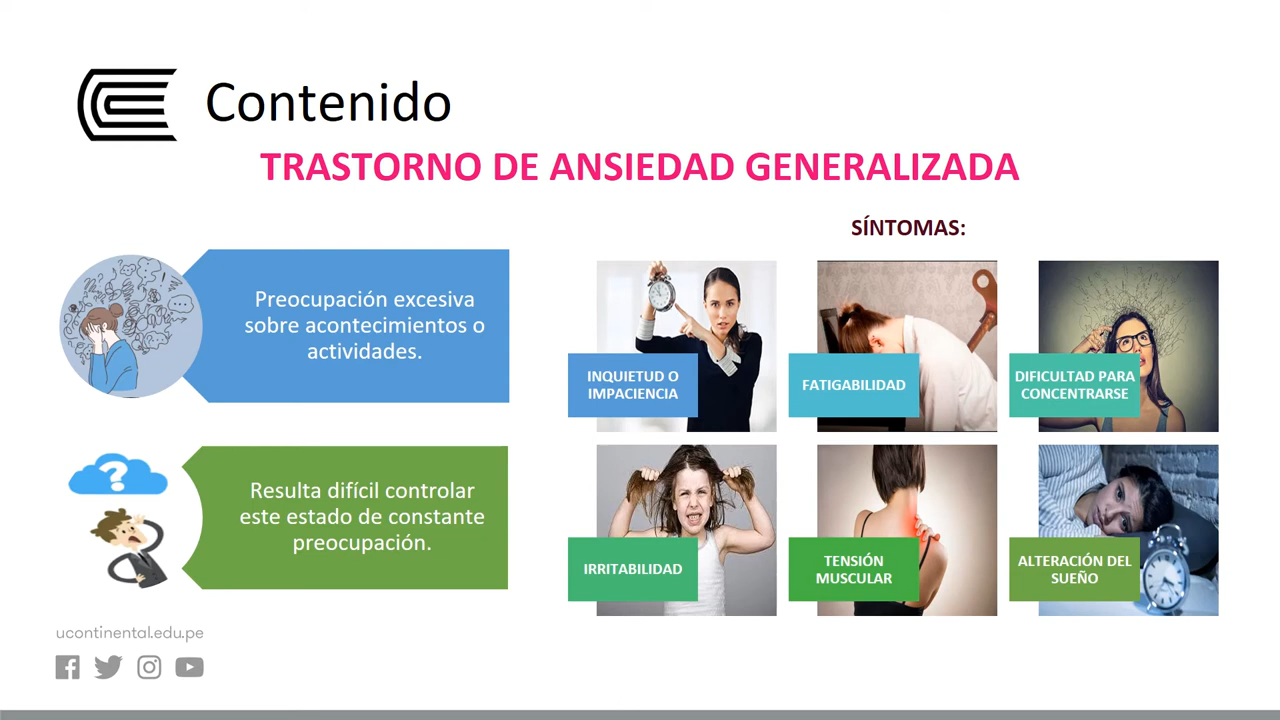 Contenido
TRASTORNO DE ANSIEDAD GENERALIZADA
Preocupación excesiva
sobre acontecimientos o
actividades.
?
Resulta difícil controlar
este estado de constante
preocupación.
SÍNTOMAS:
INQUIETUD O
IMPACIENCIA
FATIGABILIDAD
DIFICULTAD PARA
CONCENTRARSE
IRRITABILIDAD
TENSIÓN
MUSCULAR
ALTERACIÓN DEL
SUEÑO
ucontinental.edu.pe